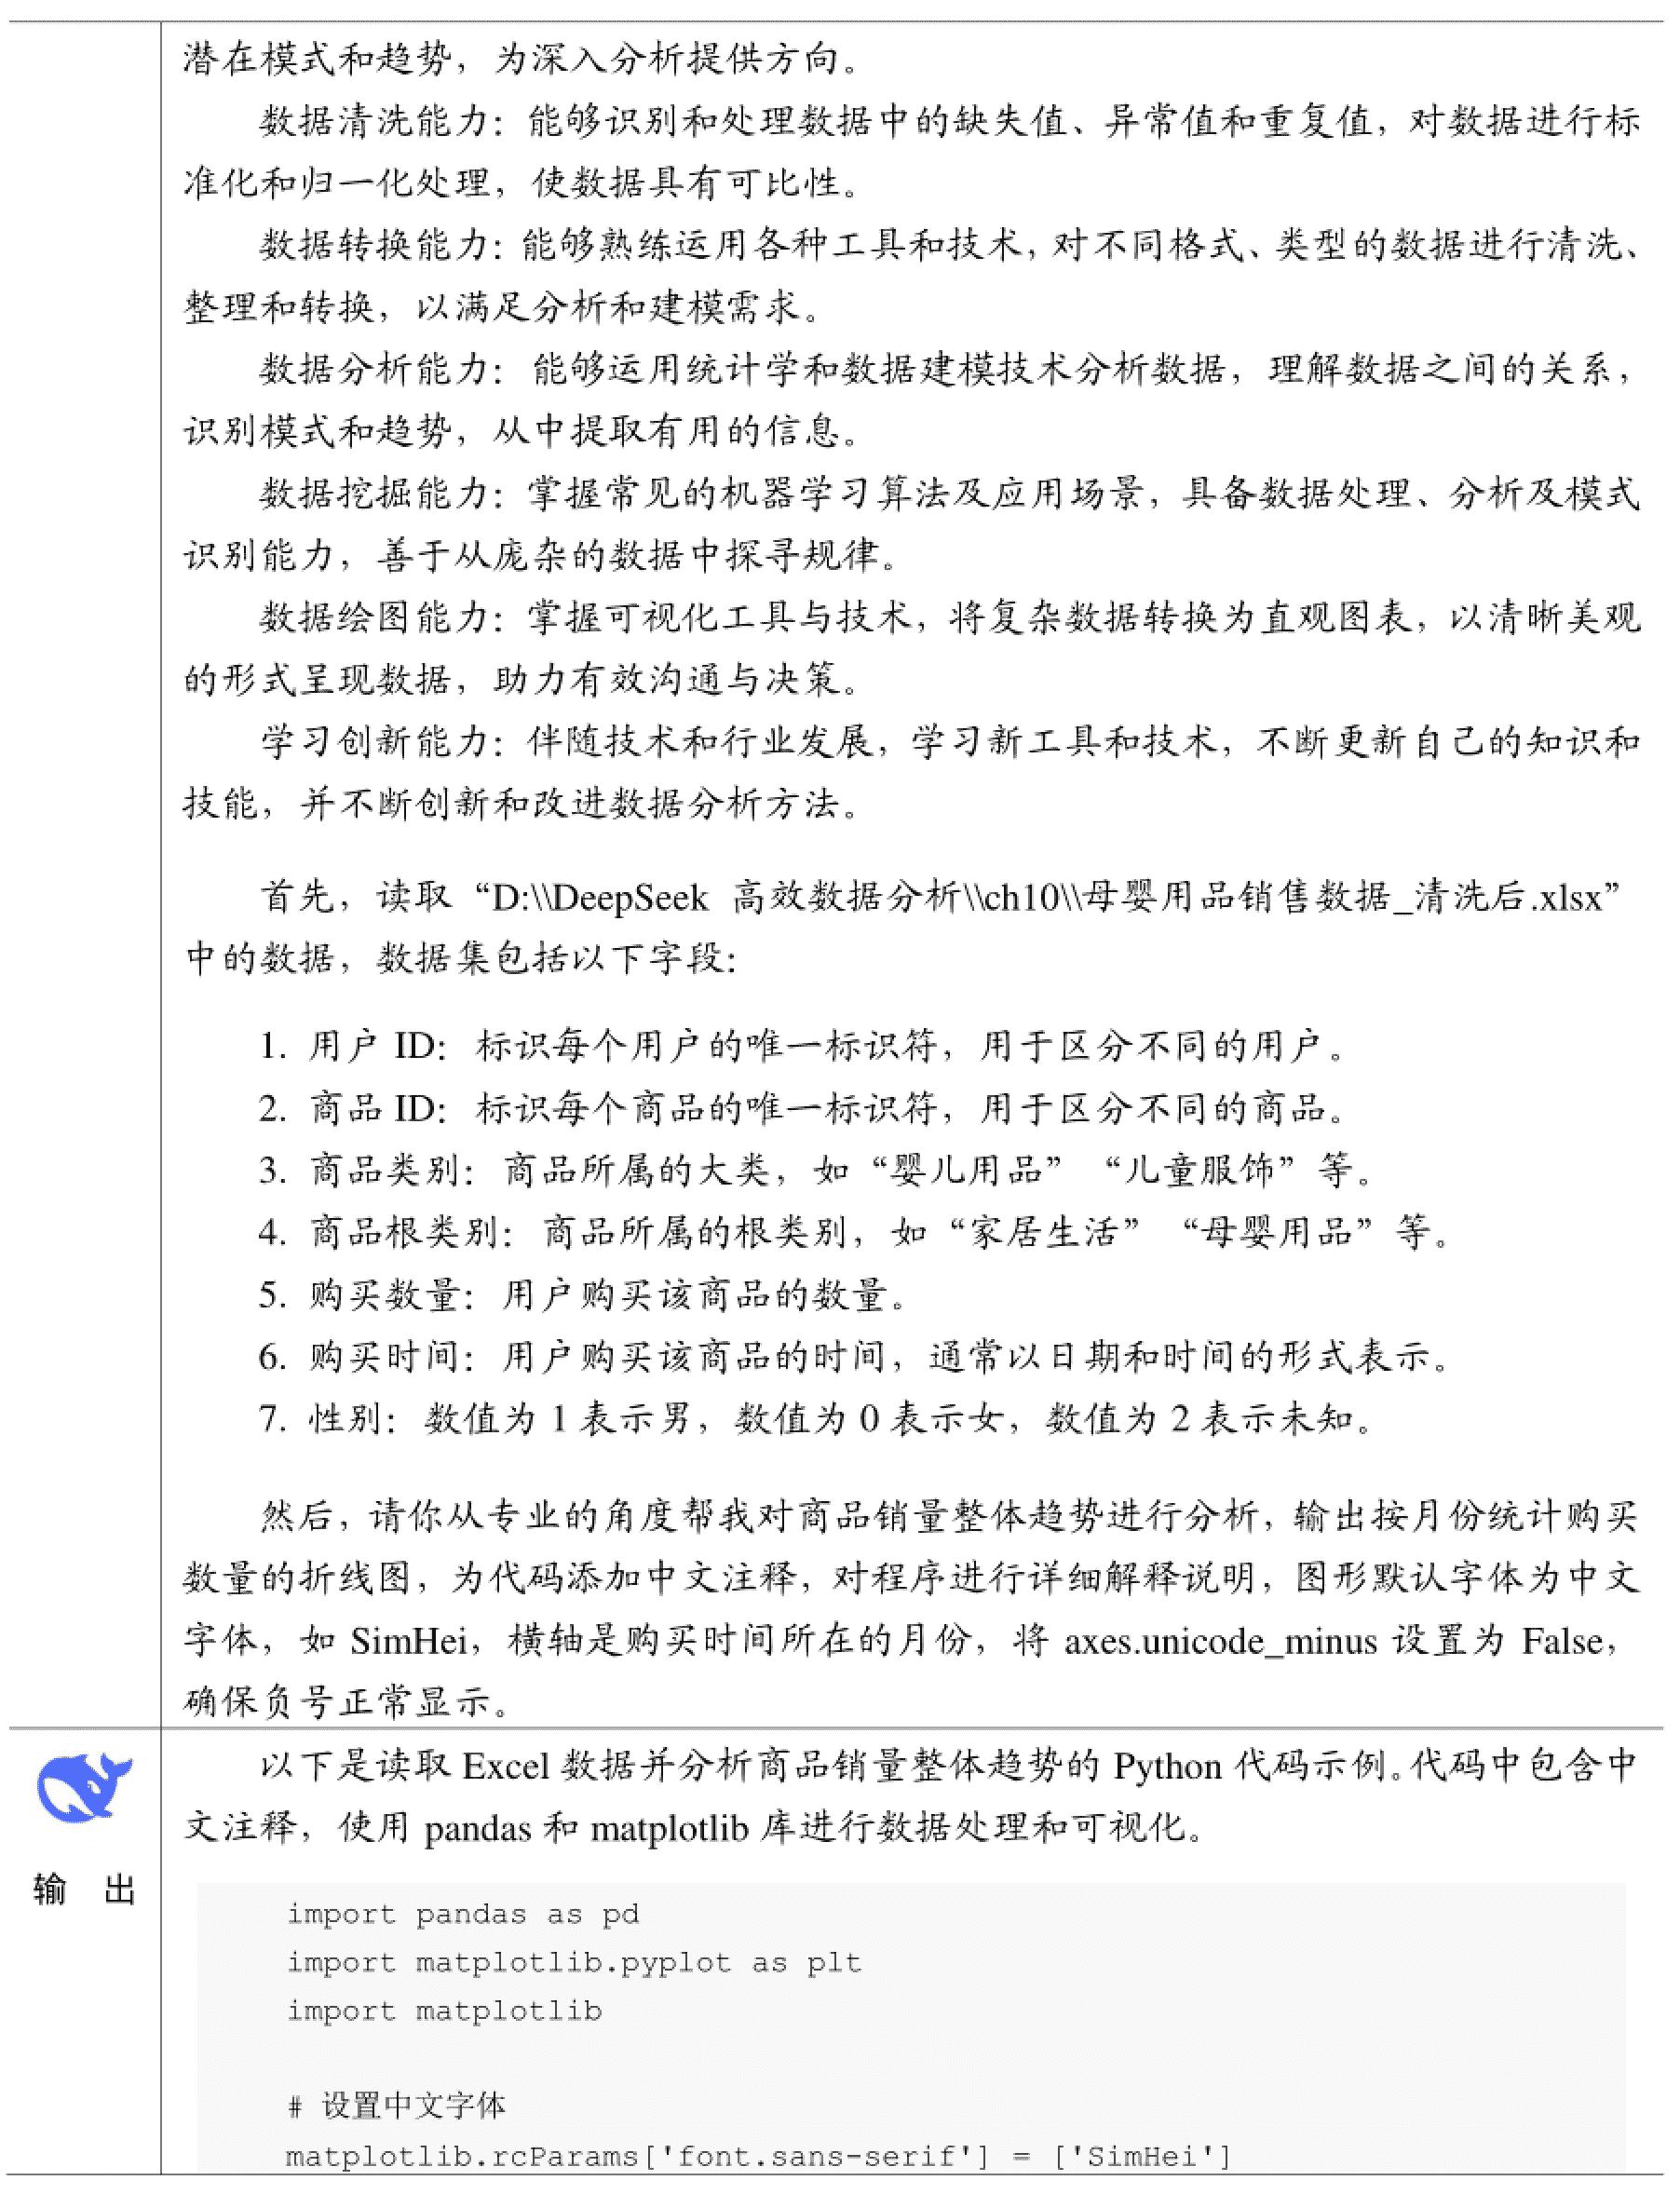 潜在模式和趋势，为深入分析提供方向。
数据清洗能力：能够识别和处理数据中的缺失值、异常值和重复值，对数据进行标
准化和归一化处理，使数据具有可比性。
数据转换能力：能够熟练运用各种工具和技术，对不同格式、类型的数据进行清洗、
整理和转换，以满足分析和建模需求。
数据分析能力：能够运用统计学和数据建模技术分析数据，理解数据之间的关系，
识别模式和趋势，从中提取有用的信息。
数据挖掘能力：掌握常见的机器学习算法及应用场景，具备数据处理、分析及模式
识别能力，善于从庞杂的数据中探寻规律。
数据绘图能力：掌握可视化工具与技术，将复杂数据转换为直观图表，以清晰美观
的形式呈现数据，助力有效沟通与决策。
学习创新能力：伴随技术和行业发展，学习新工具和技术，不断更新自己的知识和
技能，并不断创新和改进数据分析方法。
首先，读取“D:\\DeepSeek 高效数据分析\\ch10\\母婴用品销售数据_清洗后.xlsx”
中的数据，数据集包括以下字段：
1. 用户 ID：标识每个用户的唯一标识符，用于区分不同的用户。
2. 商品 ID：标识每个商品的唯一标识符，用于区分不同的商品。
3. 商品类别：商品所属的大类，如“婴儿用品”“儿童服饰”等。
4. 商品根类别：商品所属的根类别，如“家居生活”“母婴用品”等。
5. 购买数量：用户购买该商品的数量。
6. 购买时间：用户购买该商品的时间，通常以日期和时间的形式表示。
7. 性别：数值为 1 表示男，数值为 0 表示女，数值为 2 表示未知。
然后，请你从专业的角度帮我对商品销量整体趋势进行分析，输出按月份统计购买
数量的折线图，为代码添加中文注释，对程序进行详细解释说明，图形默认字体为中文
字体，如 SimHei，横轴是购买时间所在的月份，将 axes.unicode_minus 设置为 False，
确保负号正常显示。
输 出
以下是读取 Excel 数据并分析商品销量整体趋势的 Python 代码示例。代码中包含中
文注释，使用 pandas 和 matplotlib 库进行数据处理和可视化。
import pandas as pd
import matplotlib.pyplot as plt
import matplotlib
# 设置中文字体
matplotlib.rcParams['font.sans-serif'] = ['SimHei']